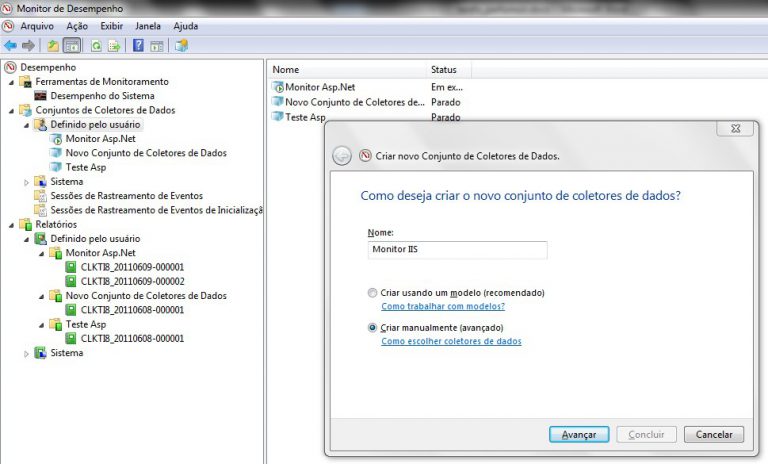 Monitor de Desempenho
Arquivo Ação Exibir Janela Ajuda
Desempenho
Ferramentas de Monitoramento
Desempenho do Sistema
Conjuntos de Coletores de Dados
Definido pelo usuário
Monitor Asp.Net
Novo Conjunto de Coletores de Dados
Teste Asp
Sistema
Sessões de Rastreamento de Eventos
Sessões de Rastreamento de Eventos de Inicializaçã
Relatórios
Definido pelo usuário
Monitor Asp.Net
CLKTI8_20110609-000001
CLKTI8_20110609-000002
Novo Conjunto de Coletores de Dados
CLKTI8_20110608-000001
Teste Asp
CLKTI8_20110608-000001
Sistema
Nome Status
Monitor Asp.Net Em ex...
Novo Conjunto de Coletores de... Parado
Teste Asp Parado
Criar novo Conjunto de Coletores de Dados.
Como deseja criar o novo conjunto de coletores de dados?
Nome:
Monitor IIS
Criar usando um modelo (recomendado)
Como trabalhar com modelos?
Criar manualmente (avançado)
Como escolher coletores de dados
Avançar Concluir Cancelar